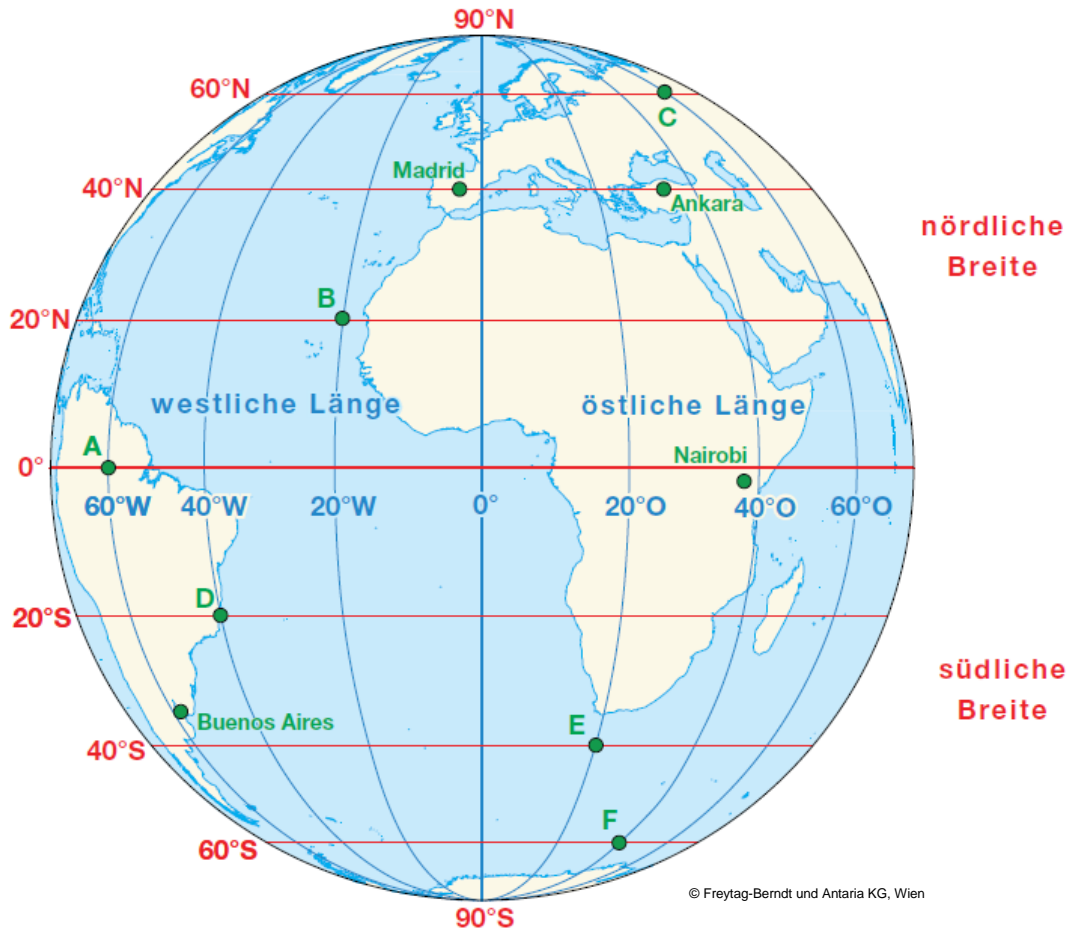 90°N
60°N
C
Madrid
40°N
Ankara
nördliche
Breite
B
20°N
westliche Länge
östliche Länge
A
Nairobi
0°
60°W 40°W 20°W 0° 20°O 40°O 60°O
D
20°S
südliche
Breite
Buenos Aires
E
40°S
F
60°S
© Freytag-Berndt und Antaria KG, Wien
90°S